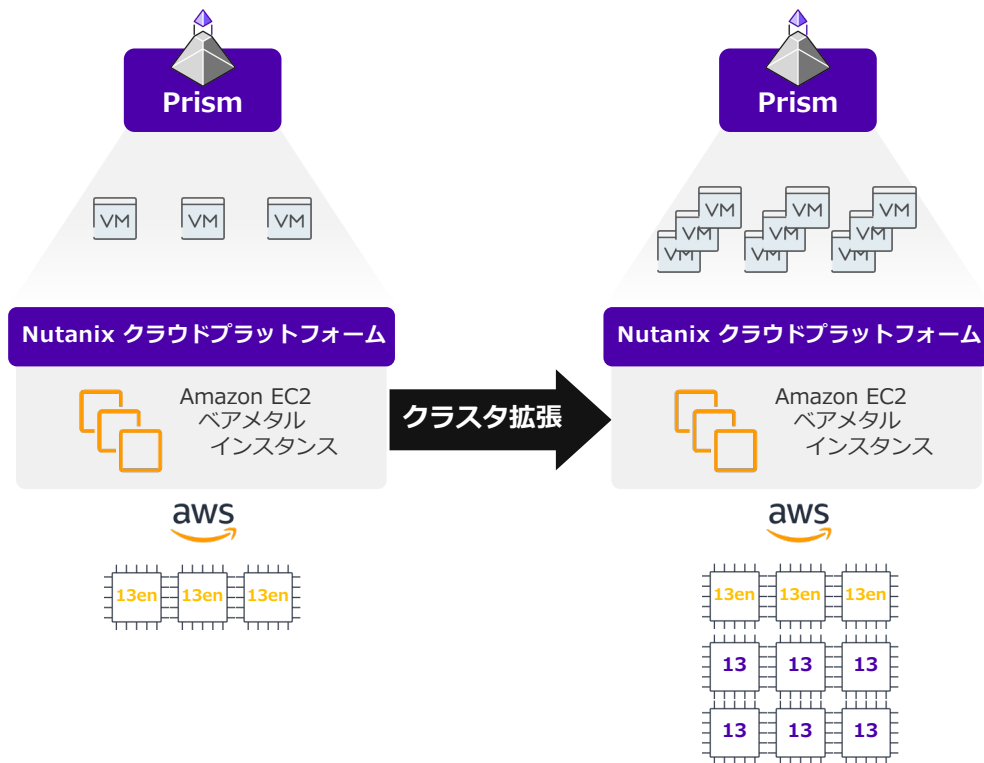 Prism
VM VM VM
Nutanix クラウドプラットフォーム
Amazon EC2
ベアメタル
インスタンス
aws
13en 13en 13en
クラスタ拡張
Prism
VM VM VM
VM VM VM
VM VM VM
Nutanix クラウドプラットフォーム
Amazon EC2
ベアメタル
インスタンス
aws
13en 13en 13en
13 13 13
13 13 13